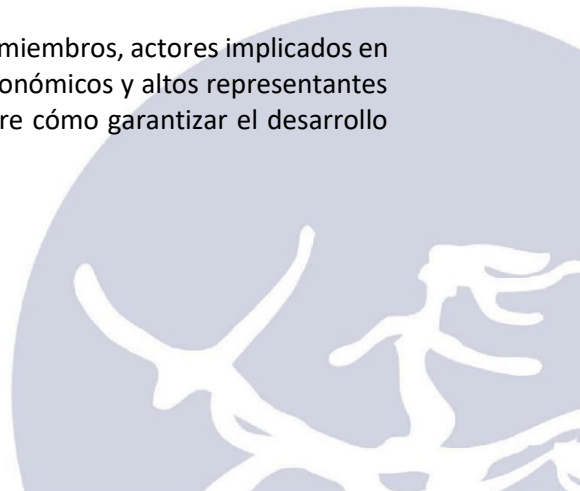 miembros, actores implicados en
onómicos y altos representantes
re cómo garantizar el desarrollo